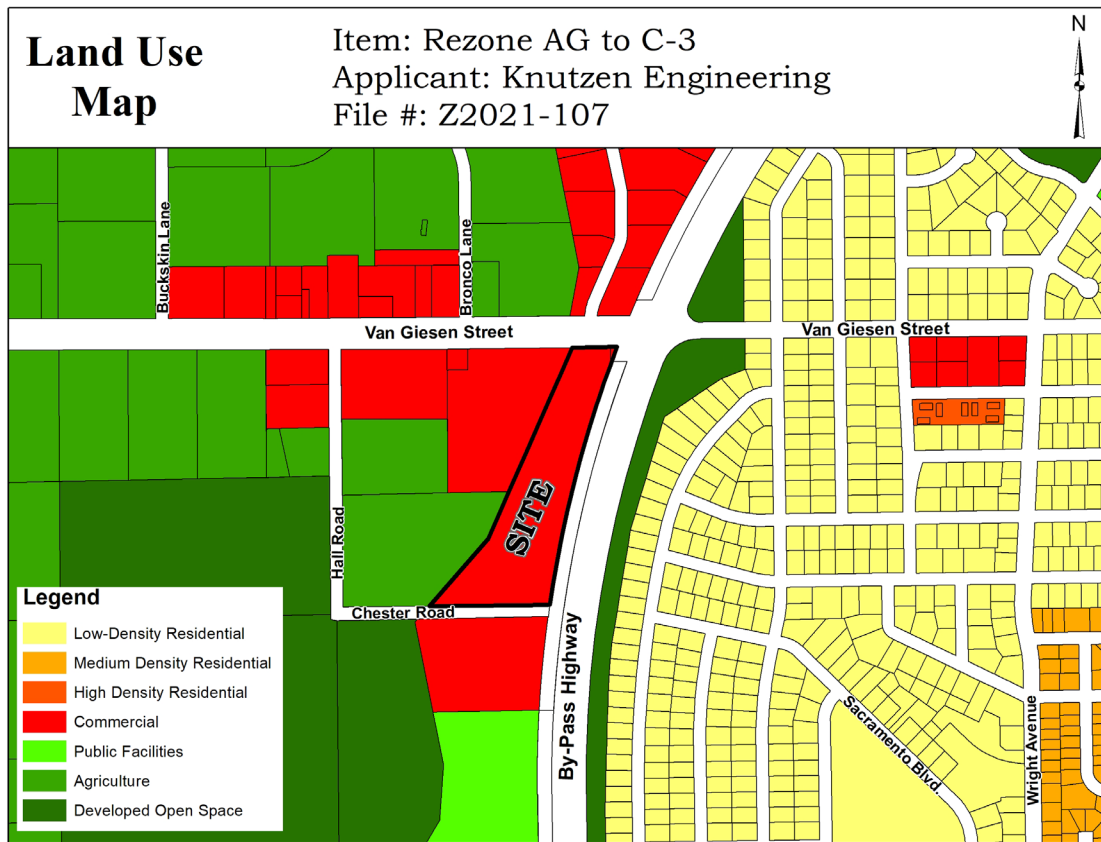 Land Use
Map
Item: Rezone AG to C-3
Applicant: Knutzen Engineering
File #: Z2021-107
N
Buckskin Lane
Bronco Lane
Van Giesen Street
Van Giesen Street
SITE
Hall Road
Chester Road
By-Pass Highway
Sacramento Blvd.
Wright Avenue
Legend
Low-Density Residential
Medium Density Residential
High Density Residential
Commercial
Public Facilities
Agriculture
Developed Open Space